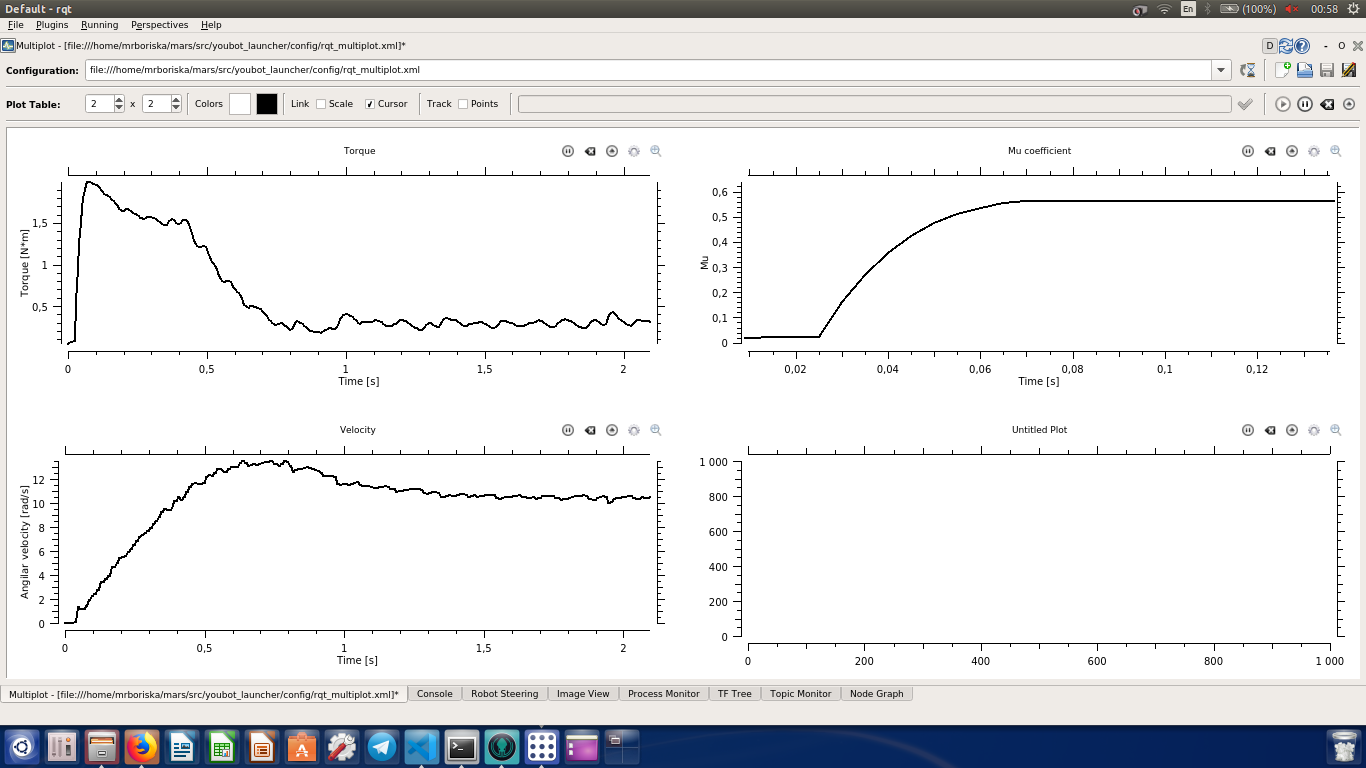 Default - rqt
En
(100%)
00:58
File Plugins Running Perspectives Help
Multiplot - [file:///home/mrboriska/mars/src/youbot_launcher/config/rqt_multiplot.xml]*
D
- O
Configuration: file:///home/mrboriska/mars/src/youbot_launcher/config/rqt_multiplot.xml
Plot Table: 2 x 2 Colors Link Scale Cursor Track Points
Torque
Torque [N*m]
1,5
1
0,5
0 0,5 1 1,5 2
Time [s]
Mu coefficient
Mu
0,6
0,5
0,4
0,3
0,2
0,1
0
0,02 0,04 0,06 0,08 0,1 0,12
Time [s]
Velocity
Angilar velocity [rad/s]
12
10
8
6
4
2
0
0 0,5 1 1,5 2
Time [s]
Untitled Plot
1 000
800
600
400
200
0
0 200 400 600 800 1 000
Multiplot - [file:///home/mrboriska/mars/src/youbot_launcher/config/rqt_multiplot.xml]* Console Robot Steering Image View Process Monitor TF Tree Topic Monitor Node Graph